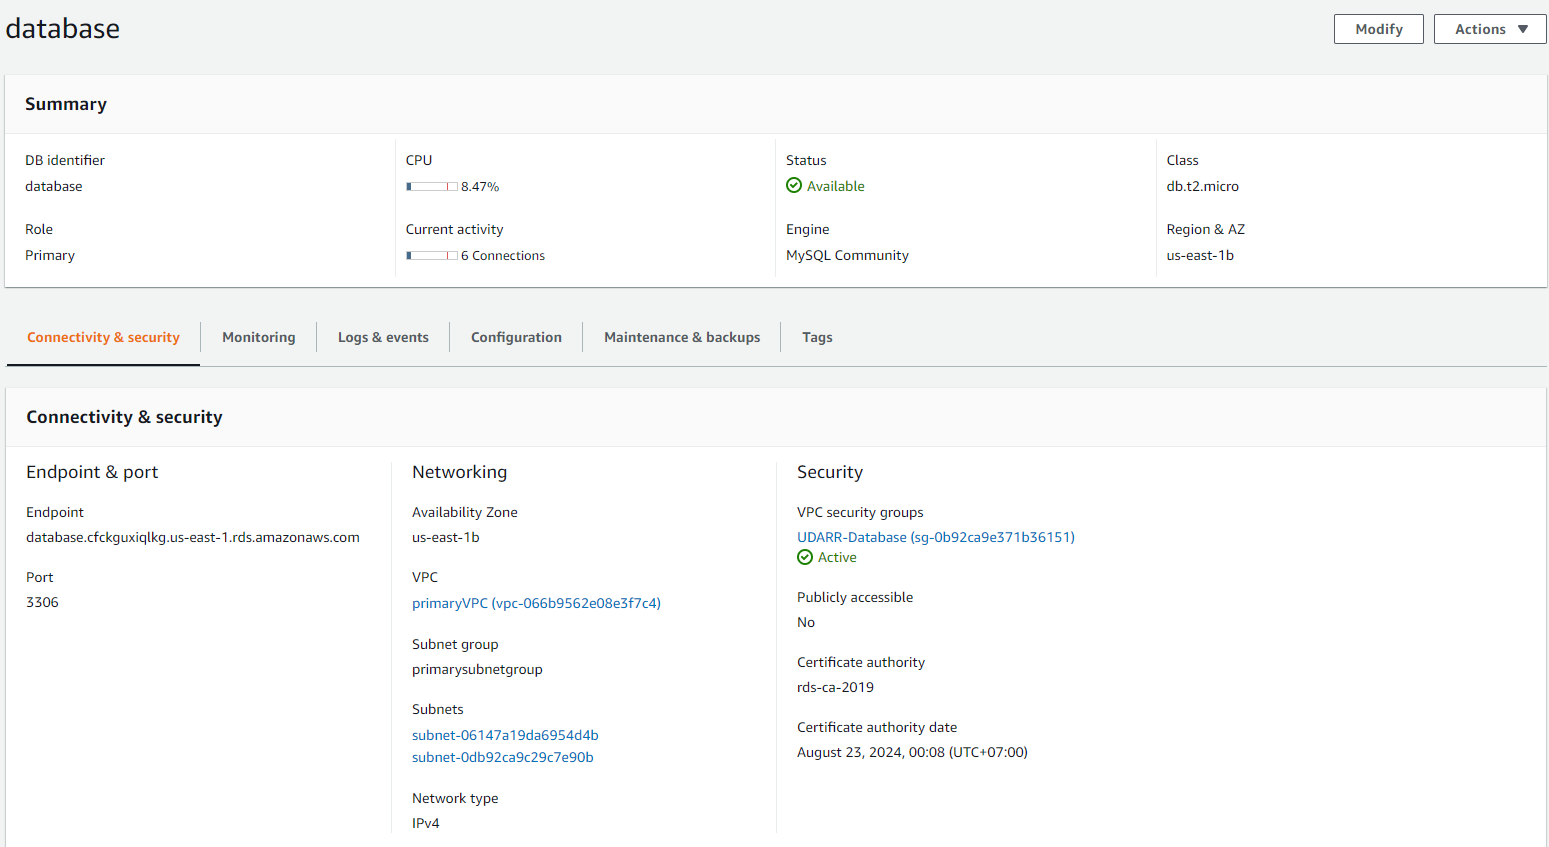 database
Modify
Actions
Summary
DB identifier
database
CPU
8.47%
Status
Available
Class
db.t2.micro
Role
Primary
Current activity
6 Connections
Engine
MySQL Community
Region & AZ
us-east-1b
Connectivity & security
Monitoring
Logs & events
Configuration
Maintenance & backups
Tags
Connectivity & security
Endpoint & port
Endpoint
database.cfckguxiqlkg.us-east-1.rds.amazonaws.com
Port
3306
Networking
Availability Zone
us-east-1b
VPC
primaryVPC (vpc-066b9562e08e3f7c4)
Subnet group
primarysubnetgroup
Subnets
subnet-06147a19da6954d4b
subnet-0db92ca9c29c7e90b
Network type
IPv4
Security
VPC security groups
UDARR-Database (sg-0b92ca9e371b36151)
Active
Publicly accessible
No
Certificate authority
rds-ca-2019
Certificate authority date
August 23, 2024, 00:08 (UTC+07:00)